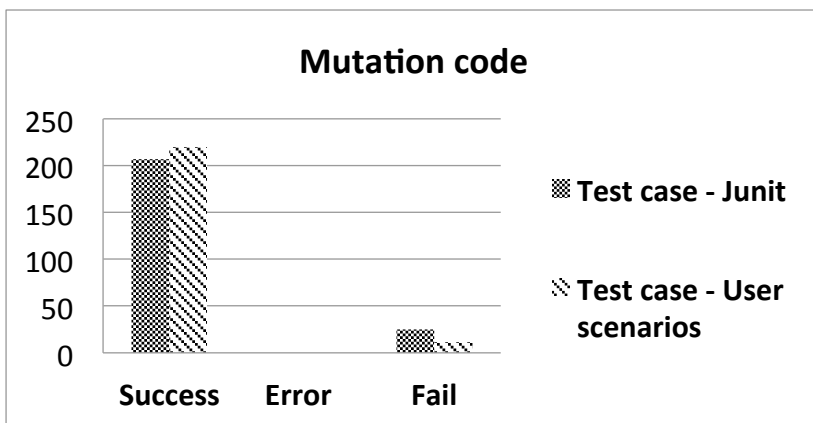 Mutation code
250
200
150
100
50
0
Success Error Fail
Test case - Junit
Test case - User
scenarios